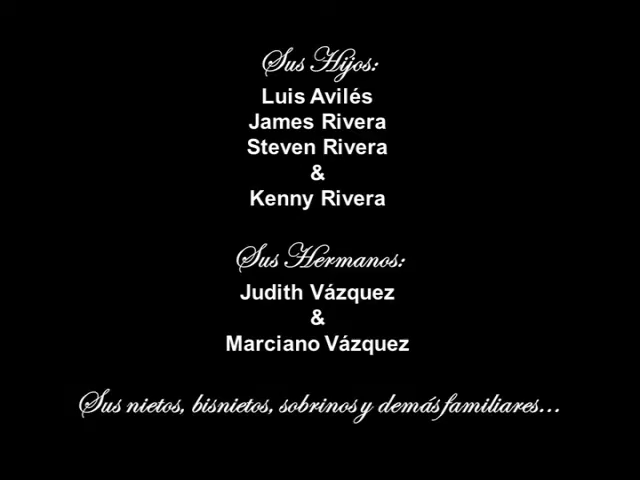 Sus Hijos:
Luis Avilés
James Rivera
Steven Rivera
&
Kenny Rivera
Sus Hermanos:
Judith Vázquez
&
Marciano Vázquez
Sus nietos, bisnietos, sobrinos y demás familiares...